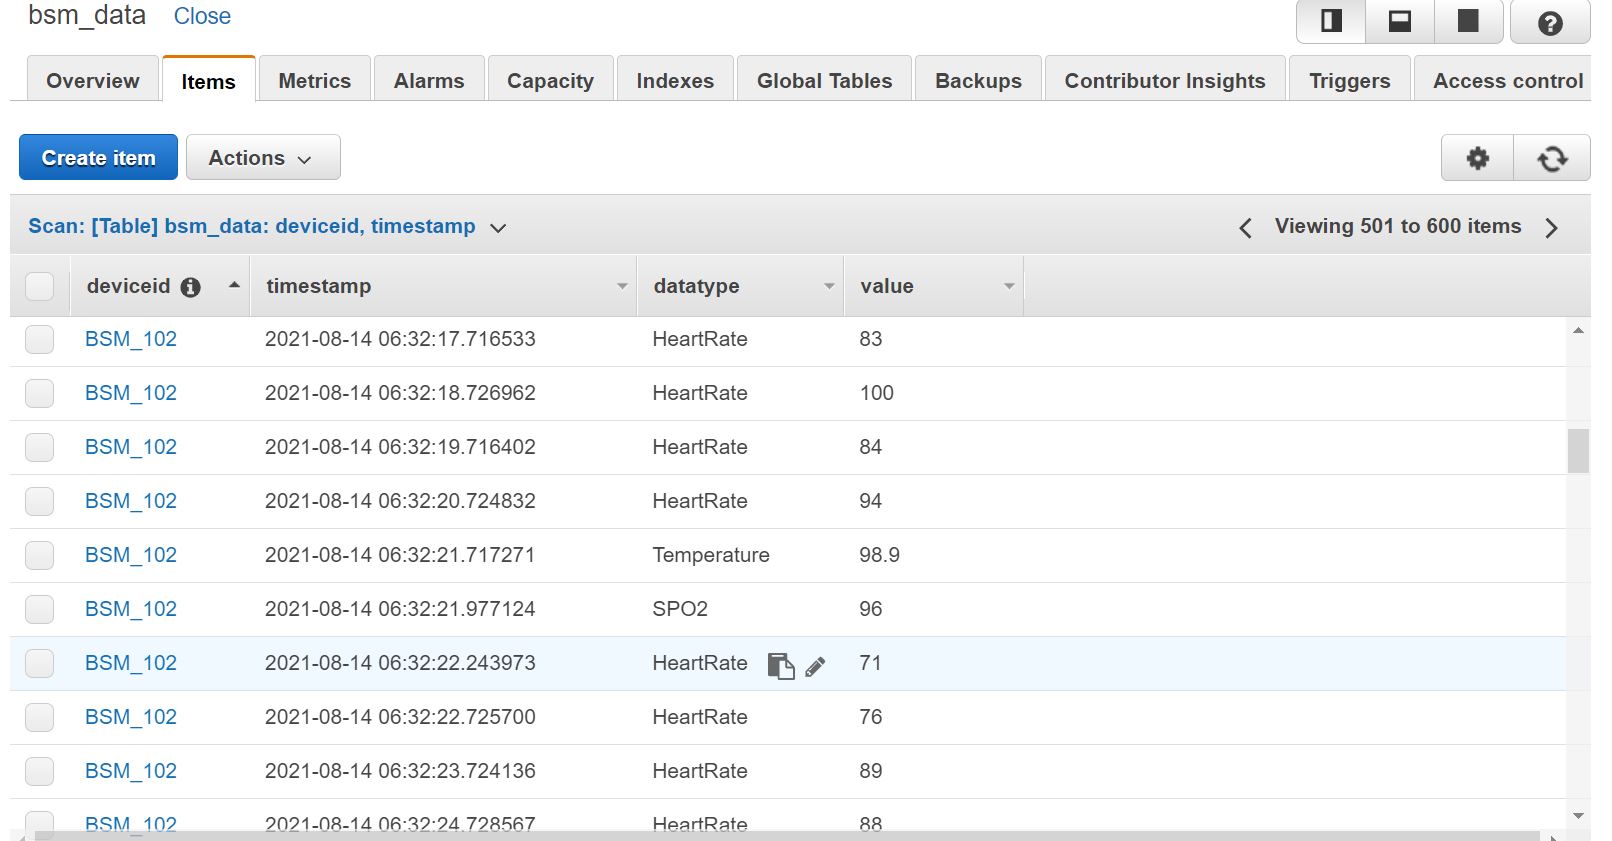 bsm_data Close
Overview Items Metrics Alarms Capacity Indexes Global Tables Backups Contributor Insights Triggers Access control
Create item Actions
Scan: [Table] bsm_data: deviceid, timestamp Viewing 501 to 600 items
deviceid timestamp datatype value
BSM_102 2021-08-14 06:32:17.716533 HeartRate 83
BSM_102 2021-08-14 06:32:18.726962 HeartRate 100
BSM_102 2021-08-14 06:32:19.716402 HeartRate 84
BSM_102 2021-08-14 06:32:20.724832 HeartRate 94
BSM_102 2021-08-14 06:32:21.717271 Temperature 98.9
BSM_102 2021-08-14 06:32:21.977124 SPO2 96
BSM_102 2021-08-14 06:32:22.243973 HeartRate 71
BSM_102 2021-08-14 06:32:22.725700 HeartRate 76
BSM_102 2021-08-14 06:32:23.724136 HeartRate 89
BSM_102 2021-08-14 06:32:24.728567 HeartRate 88